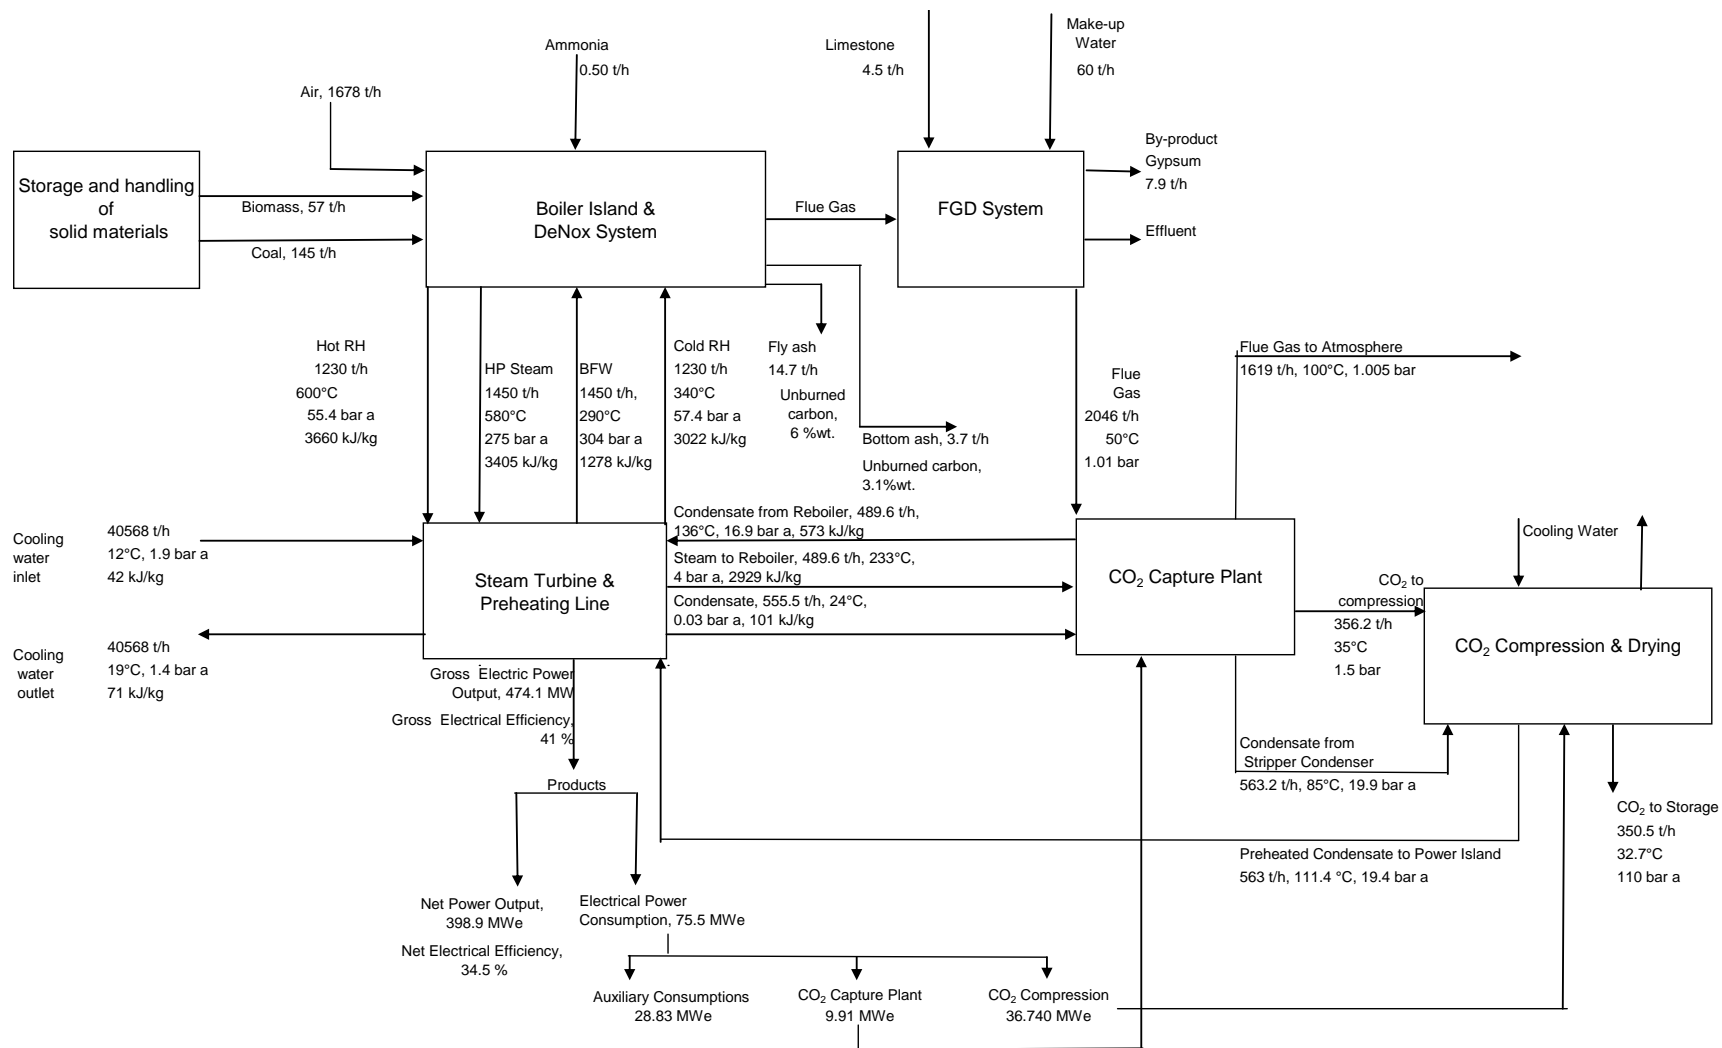 Ammonia
0.50 t/h
Limestone
4.5 t/h
Make-up
Water
60 t/h
Air, 1678 t/h
Storage and handling
of
solid materials
Biomass, 57 t/h
Coal, 145 t/h
Boiler Island &
DeNox System
Flue Gas
FGD System
By-product
Gypsum
7.9 t/h
Effluent
Hot RH
1230 t/h
600°C
55.4 bar a
3660 kJ/kg
HP Steam
1450 t/h
580°C
275 bar a
3405 kJ/kg
BFW
1450 t/h,
290°C
304 bar a
1278 kJ/kg
Cold RH
1230 t/h
340°C
57.4 bar a
3022 kJ/kg
Fly ash
14.7 t/h
Unburned
carbon,
6 %wt.
Bottom ash, 3.7 t/h
Unburned carbon,
3.1%wt.
Flue
Gas
2046 t/h
50°C
1.01 bar
Flue Gas to Atmosphere
1619 t/h, 100°C, 1.005 bar
Cooling
water
inlet
40568 t/h
12°C, 1.9 bar a
42 kJ/kg
Cooling
water
outlet
40568 t/h
19°C, 1.4 bar a
71 kJ/kg
Steam Turbine &
Preheating Line
Condensate from Reboiler, 489.6 t/h,
136°C, 16.9 bar a, 573 kJ/kg
Steam to Reboiler, 489.6 t/h, 233°C,
4 bar a, 2929 kJ/kg
Condensate, 555.5 t/h, 24°C,
0.03 bar a, 101 kJ/kg
CO₂ Capture Plant
Cooling Water
CO₂ to
compression
356.2 t/h
35°C
1.5 bar
CO₂ Compression & Drying
Gross Electric Power
Output, 474.1 MW
Gross Electrical Efficiency,
41 %
Products
Condensate from
Stripper Condenser
563.2 t/h, 85°C, 19.9 bar a
Preheated Condensate to Power Island
563 t/h, 111.4 °C, 19.4 bar a
CO₂ to Storage
350.5 t/h
32.7°C
110 bar a
Net Power Output,
398.9 MWe
Net Electrical Efficiency,
34.5 %
Electrical Power
Consumption, 75.5 MWe
Auxiliary Consumptions
28.83 MWe
CO₂ Capture Plant
9.91 MWe
CO₂ Compression
36.740 MWe